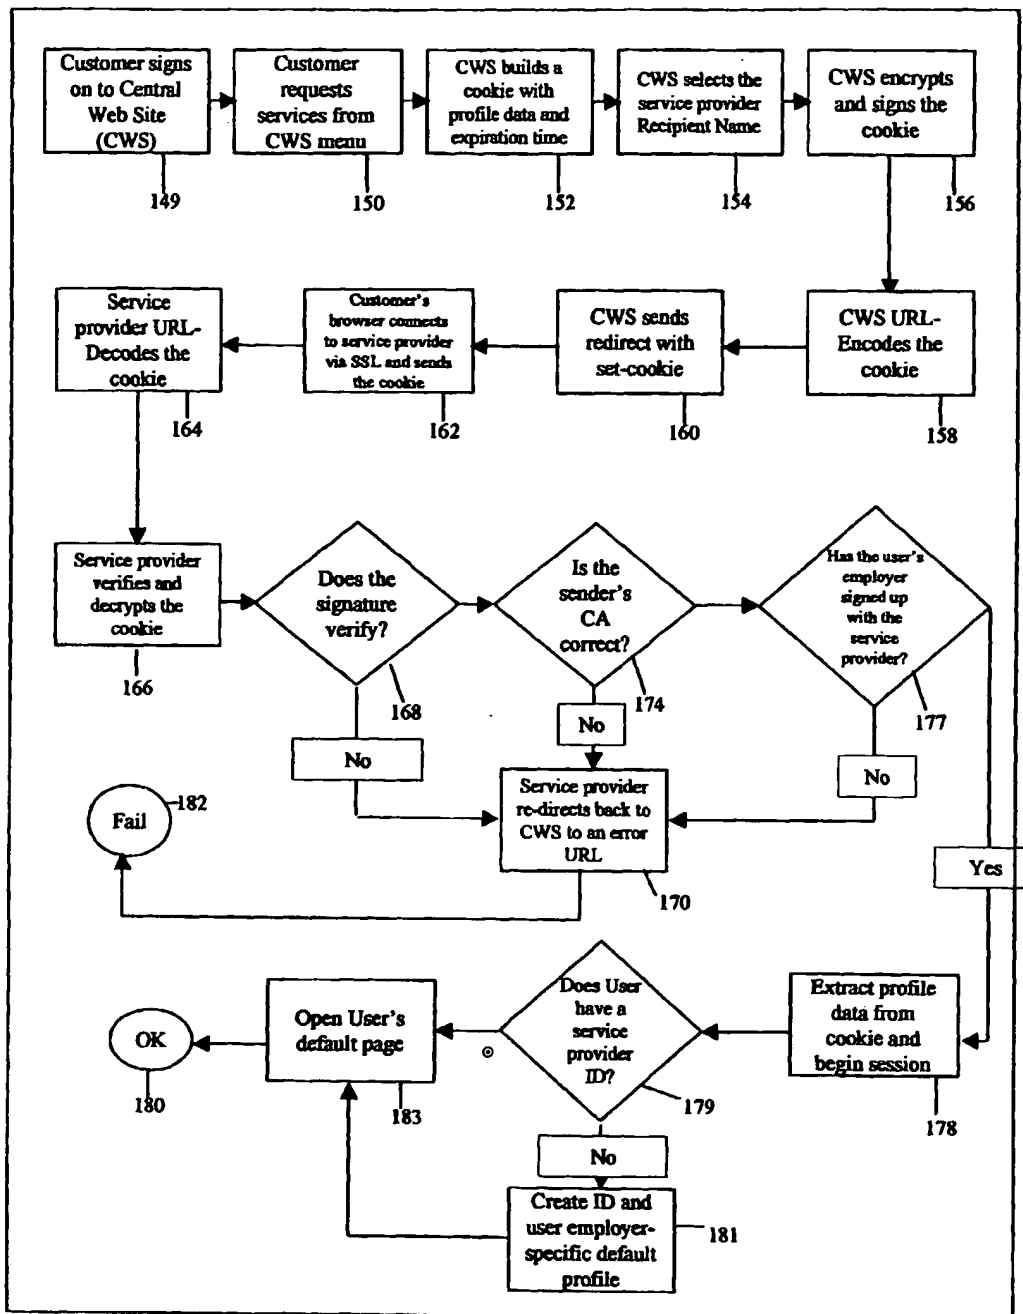 Customer signs
on to Central
Web Site
(CWS)
149
Customer
requests
services from
CWS menu
150
CWS builds a
cookie with
profile data and
expiration time
152
CWS selects the
service provider
Recipient Name
154
CWS encrypts
and signs the
cookie
156
Service
provider URL-
Decodes the
cookie
164
Customer's
browser connects
to service provider
via SSL and sends
the cookie
162
CWS sends
redirect with
set-cookie
160
CWS URL-
Encodes the
cookie
158
Service provider
verifies and
decrypts the
cookie
166
Does the
signature
verify?
168
No
Is the
sender's
CA
correct?
174
No
Has the user's
employer
signed up
with the
service
provider?
177
No
Fail
182
Service provider
re-directs back to
CWS to an error
URL
170
Yes
OK
180
Open User's
default page
183
Does User
have a
service
provider
ID?
179
No
Extract profile
data from
cookie and
begin session
178
Create ID and
user employer-
specific default
profile
181